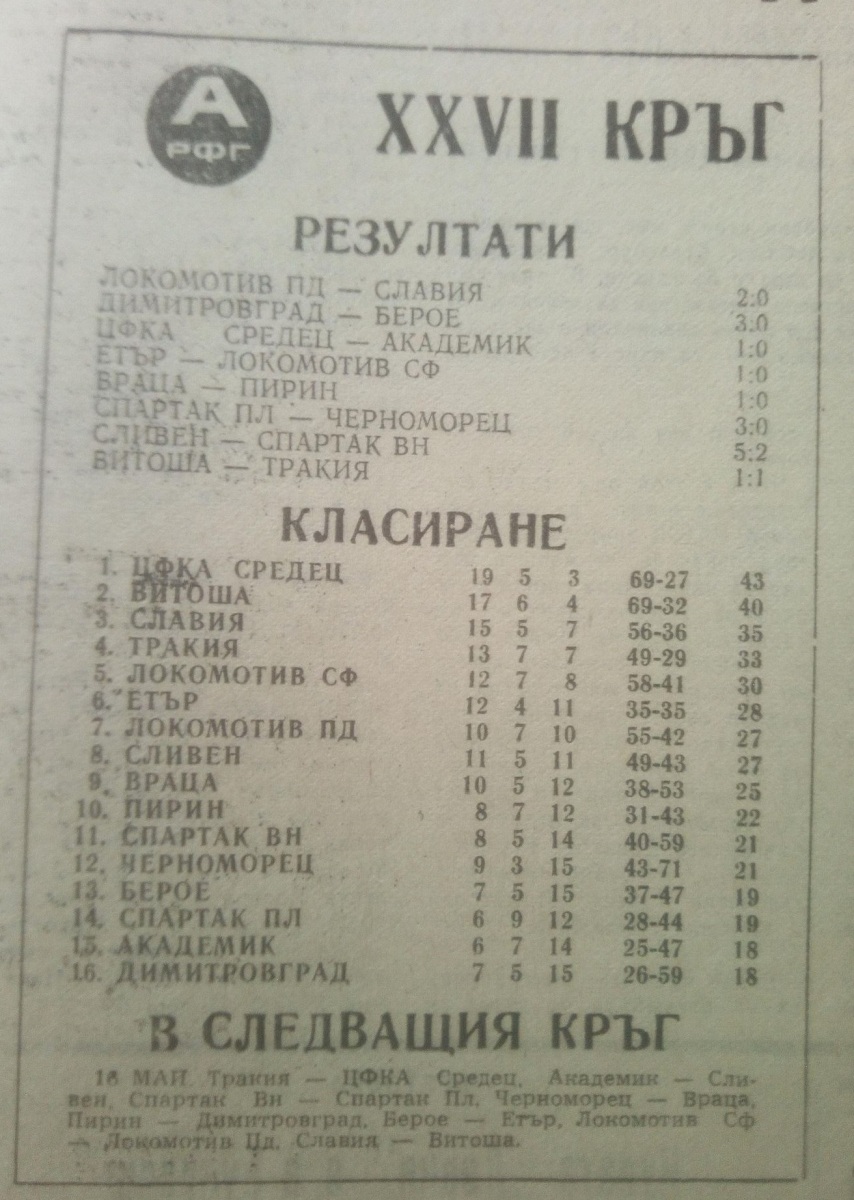 А
РФГ
XXVII КРЪГ
РЕЗУЛТАТИ
ЛОКОМОТИВ ПД — СЛАВИЯ 2:0
ДИМИТРОВГРАД — БЕРОЕ 3:0
ЦФКА СРЕДЕЦ — АКАДЕМИК 1:0
ЕТЪР — ЛОКОМОТИВ СФ 1:0
ВРАЦА — ПИРИН 1:0
СПАРТАК ПЛ — ЧЕРНОМОРЕЦ 3:0
СЛИВЕН — СПАРТАК ВН 5:2
ВИТОША — ТРАКИЯ 1:1
КЛАСИРАНЕ
1. ЦФКА СРЕДЕЦ 19 5 3 69-27 43
2. ВИТОША 17 6 4 69-32 40
3. СЛАВИЯ 15 5 7 56-36 35
4. ТРАКИЯ 13 7 7 49-29 33
5. ЛОКОМОТИВ СФ 12 7 8 58-41 30
6. ЕТЪР 12 4 11 35-35 28
7. ЛОКОМОТИВ ПД 10 7 10 55-42 27
8. СЛИВЕН 11 5 11 49-43 27
9. ВРАЦА 10 5 12 38-53 25
10. ПИРИН 8 7 12 31-43 22
11. СПАРТАК ВН 8 5 14 40-59 21
12. ЧЕРНОМОРЕЦ 9 3 15 43-71 21
13. БЕРОЕ 7 5 15 37-47 19
14. СПАРТАК ПЛ 6 9 12 28-44 19
15. АКАДЕМИК 6 7 14 25-47 18
16. ДИМИТРОВГРАД 7 5 15 26-59 18
В СЛЕДВАЩИЯ КРЪГ
16 МАЙ. Тракия — ЦФКА Средец, Академик — Сли-
вен, Спартак Вн — Спартак Пл, Черноморец — Враца,
Пирин — Димитровград, Берое — Етър, Локомотив Сф
— Локомотив Пд, Славия — Витоша.